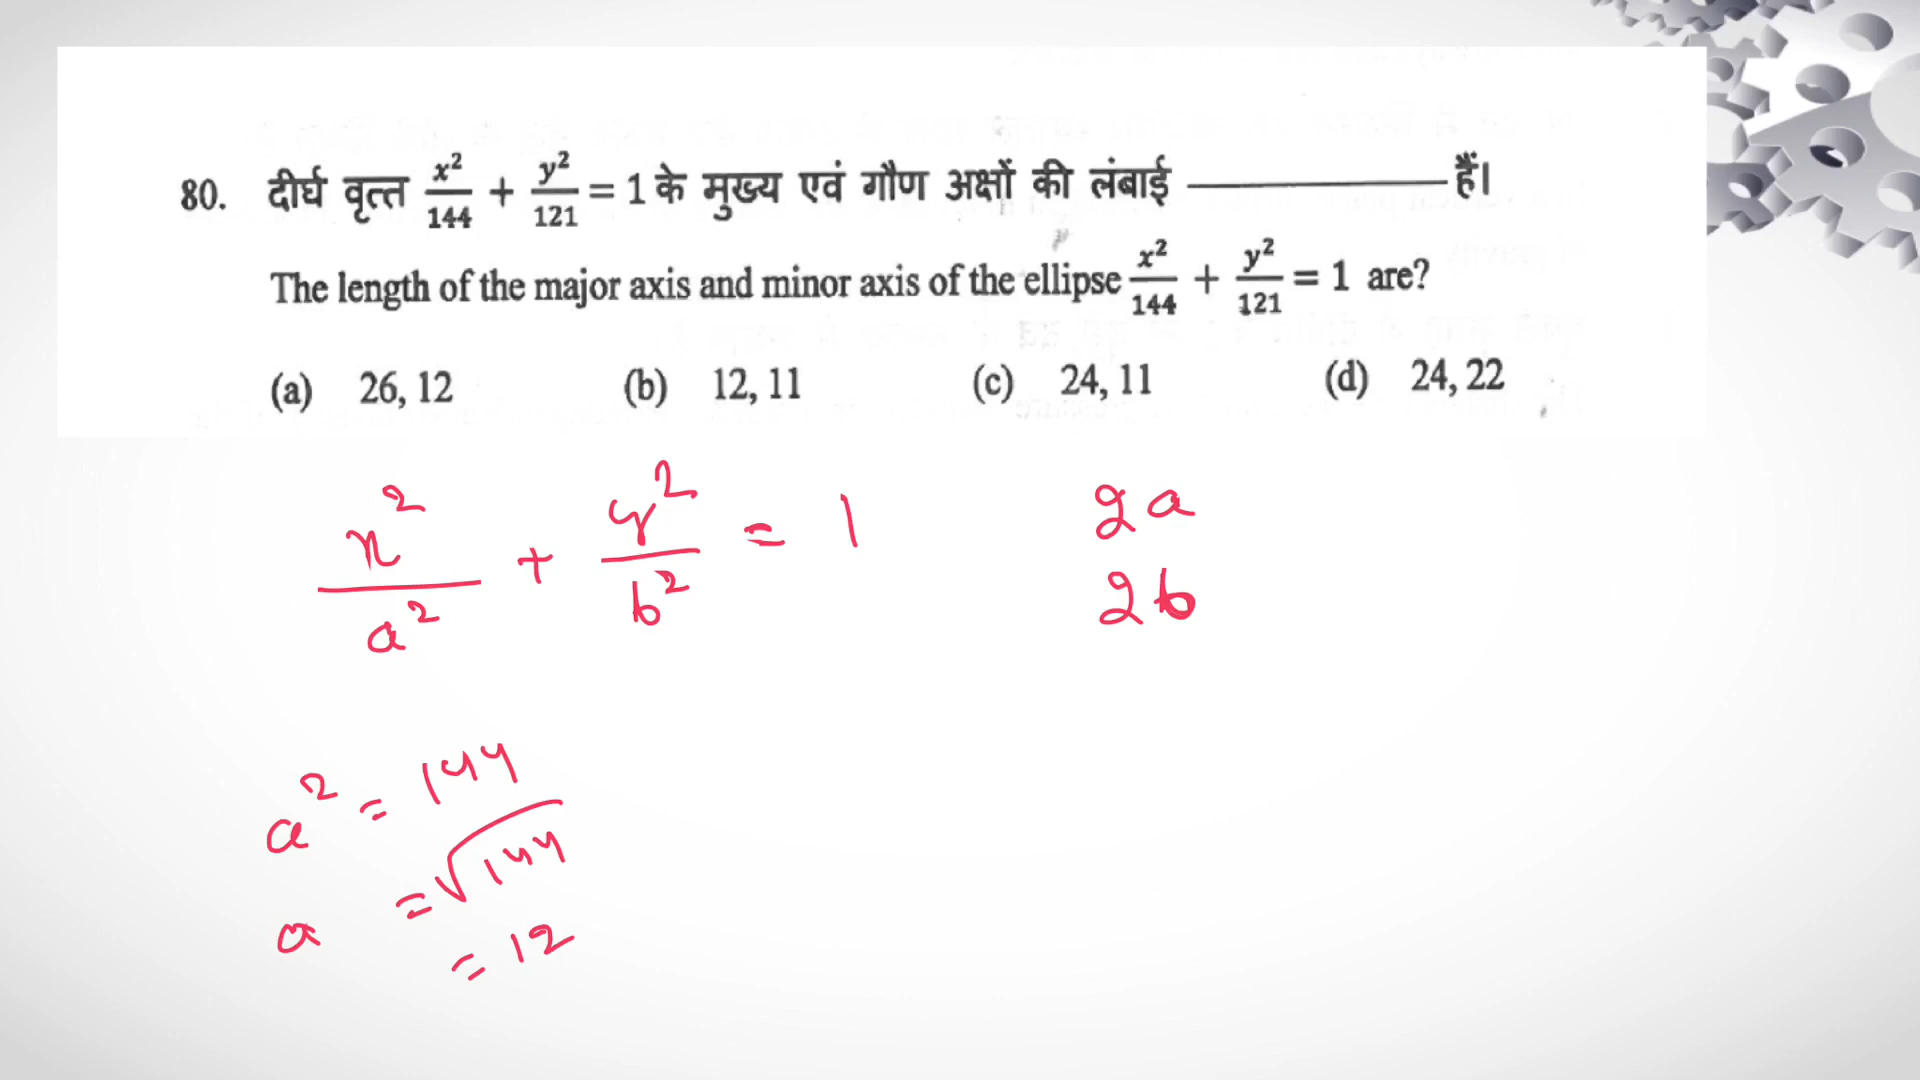 80. दीर्घ वृत्त x²/144 + y²/121 = 1 के मुख्य एवं गौण अक्षों की लंबाई ————— हैं।
The length of the major axis and minor axis of the ellipse x²/144 + y²/121 = 1 are?
(a) 26, 12 (b) 12, 11 (c) 24, 11 (d) 24, 22
x²/a² + y²/b² = 1
2a
2b
a² = 144
a = √144
= 12